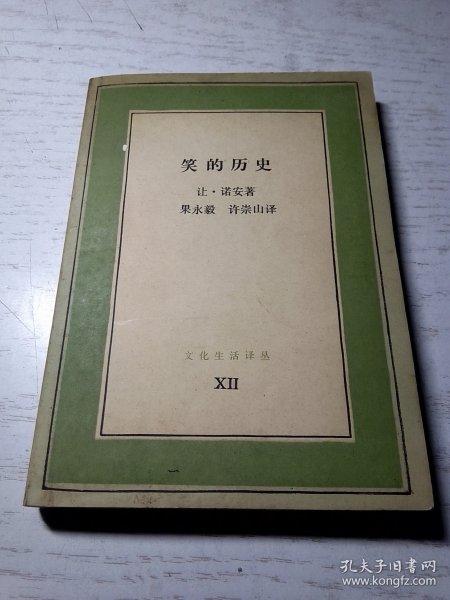 笑的历史
让·诺安著
果永毅 许崇山译
文化生活译丛
XII
孔夫子旧书网
www.kongfz.com